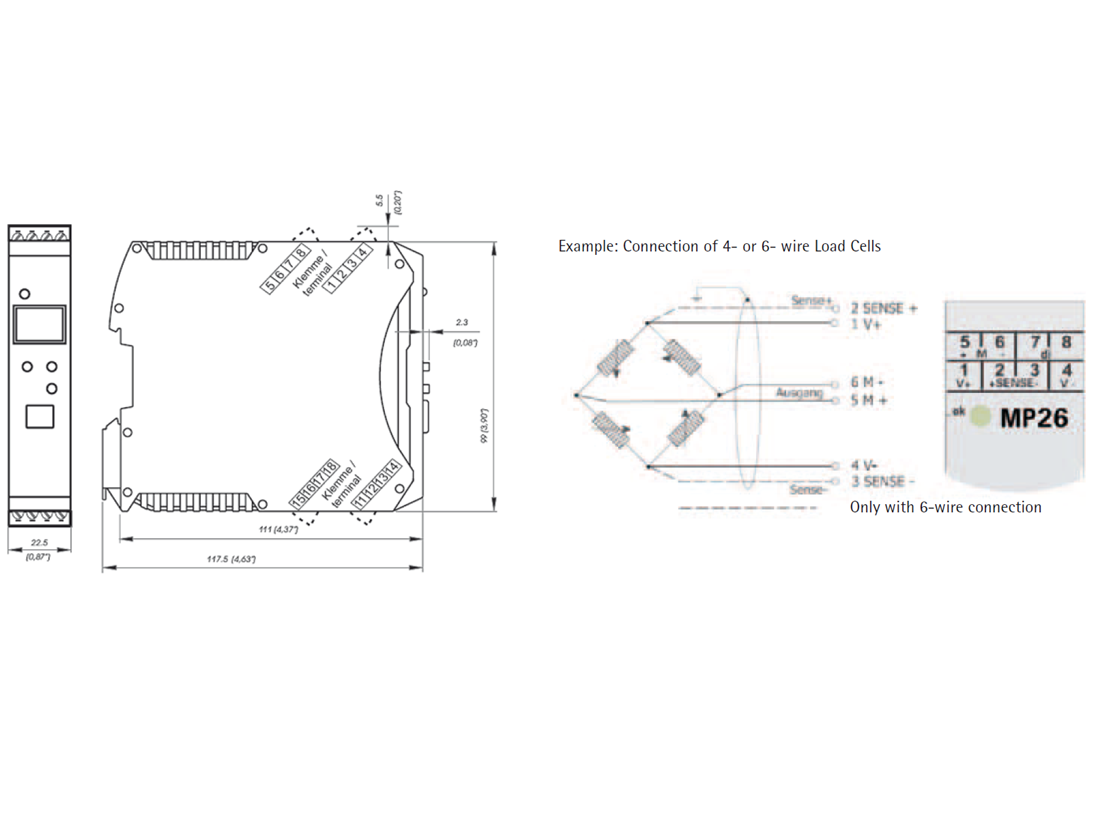 5.5
(0,20")
5 6 7 8
Klemme /
terminal
1 2 3 4
2.3
(0,08")
99 (3,90")
15 16 17 18
Klemme /
terminal
11 12 13 14
22.5
(0,87")
111 (4,37")
117.5 (4,63")
Example: Connection of 4- or 6- wire Load Cells
Sense+
2 SENSE +
1 V+
6 M -
Ausgang
5 M +
4 V-
3 SENSE -
Sense-
Only with 6-wire connection
5 6 7 8
+ M - di
1 2 3 4
V+ +SENSE- V -
ok MP26